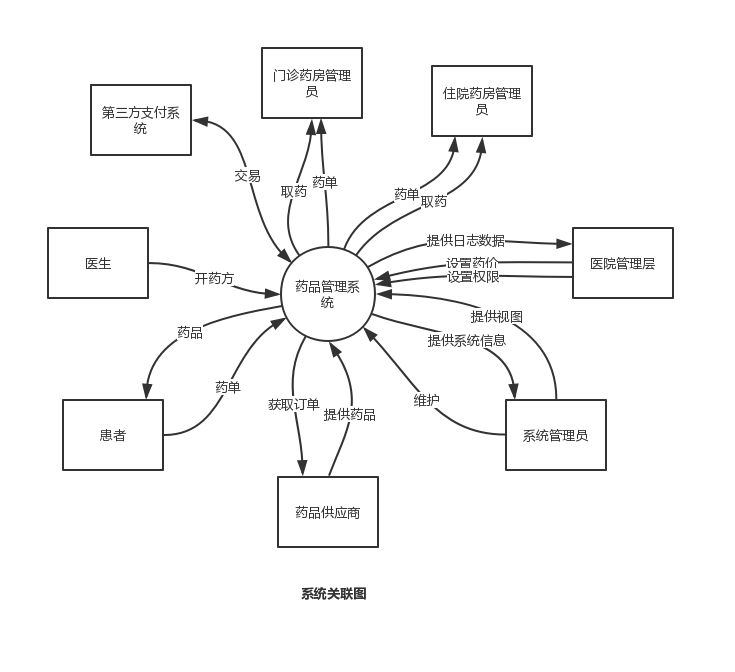 门诊药房管理
员
住院药房管理
员
第三方支付系
统
交易
取药
药单
药单
取药
医生
开药方
药品管理系
统
提供日志数据
设置药价
设置权限
医院管理层
提供视图
药品
提供系统信息
药单
获取订单
提供药品
维护
患者
系统管理员
药品供应商
系统关联图